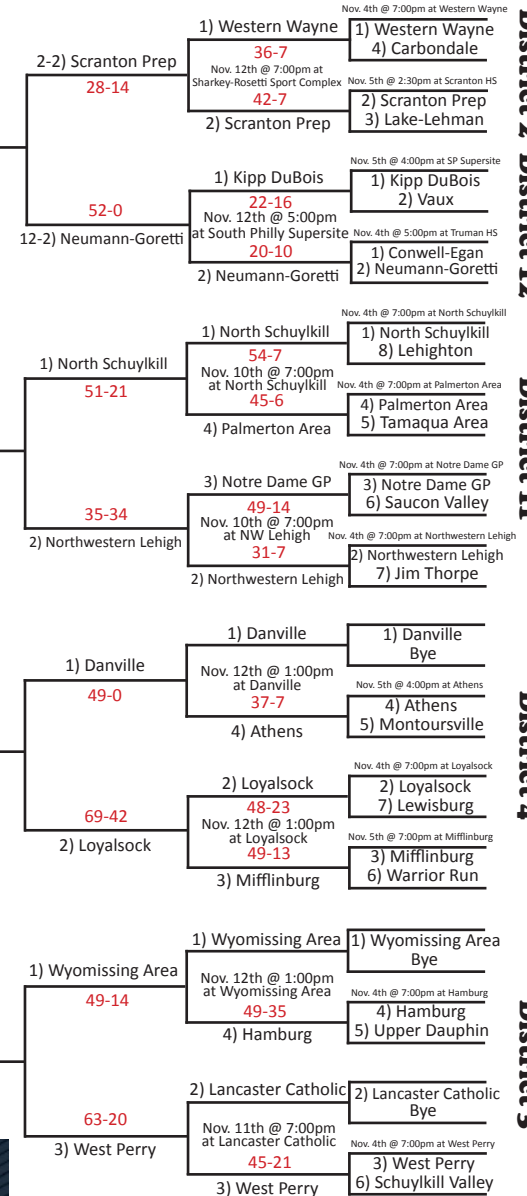 Nov. 4th @ 7:00pm at Western Wayne
1) Western Wayne
1) Western Wayne
4) Carbondale
36-7
2-2) Scranton Prep
Nov. 12th @ 7:00pm at
Sharkey-Rosetti Sport Complex
Nov. 5th @ 2:30pm at Scranton HS
28-14
42-7
2) Scranton Prep
3) Lake-Lehman
2) Scranton Prep
District 2
Nov. 5th @ 4:00pm at SP Supersite
1) Kipp DuBois
1) Kipp DuBois
2) Vaux
22-16
52-0
Nov. 12th @ 5:00pm
at South Philly Supersite
12-2) Neumann-Goretti
Nov. 4th @ 5:00pm at Truman HS
20-10
1) Conwell-Egan
2) Neumann-Goretti
2) Neumann-Goretti
District 12
Nov. 4th @ 7:00pm at North Schuylkill
1) North Schuylkill
1) North Schuylkill
8) Lehighton
54-7
1) North Schuylkill
Nov. 10th @ 7:00pm
at North Schuylkill
Nov. 4th @ 7:00pm at Palmerton Area
51-21
45-6
4) Palmerton Area
5) Tamaqua Area
4) Palmerton Area
District 11
Nov. 4th @ 7:00pm at Notre Dame GP
3) Notre Dame GP
3) Notre Dame GP
6) Saucon Valley
49-14
35-34
Nov. 10th @ 7:00pm
at NW Lehigh
Nov. 4th @ 7:00pm at Northwestern Lehigh
2) Northwestern Lehigh
31-7
2) Northwestern Lehigh
7) Jim Thorpe
2) Northwestern Lehigh
1) Danville
1) Danville
Bye
1) Danville
Nov. 12th @ 1:00pm
at Danville
Nov. 5th @ 4:00pm at Athens
49-0
37-7
4) Athens
5) Montoursville
4) Athens
District 4
Nov. 4th @ 7:00pm at Loyalsock
2) Loyalsock
2) Loyalsock
7) Lewisburg
48-23
69-42
Nov. 12th @ 1:00pm
at Loyalsock
Nov. 5th @ 7:00pm at Mifflinburg
2) Loyalsock
49-13
3) Mifflinburg
6) Warrior Run
3) Mifflinburg
1) Wyomissing Area
1) Wyomissing Area
Bye
1) Wyomissing Area
Nov. 12th @ 1:00pm
at Wyomissing Area
Nov. 4th @ 7:00pm at Hamburg
49-14
49-35
4) Hamburg
5) Upper Dauphin
4) Hamburg
District 3
2) Lancaster Catholic
2) Lancaster Catholic
Bye
63-20
Nov. 11th @ 7:00pm
at Lancaster Catholic
Nov. 4th @ 7:00pm at West Perry
3) West Perry
45-21
3) West Perry
6) Schuylkill Valley
3) West Perry